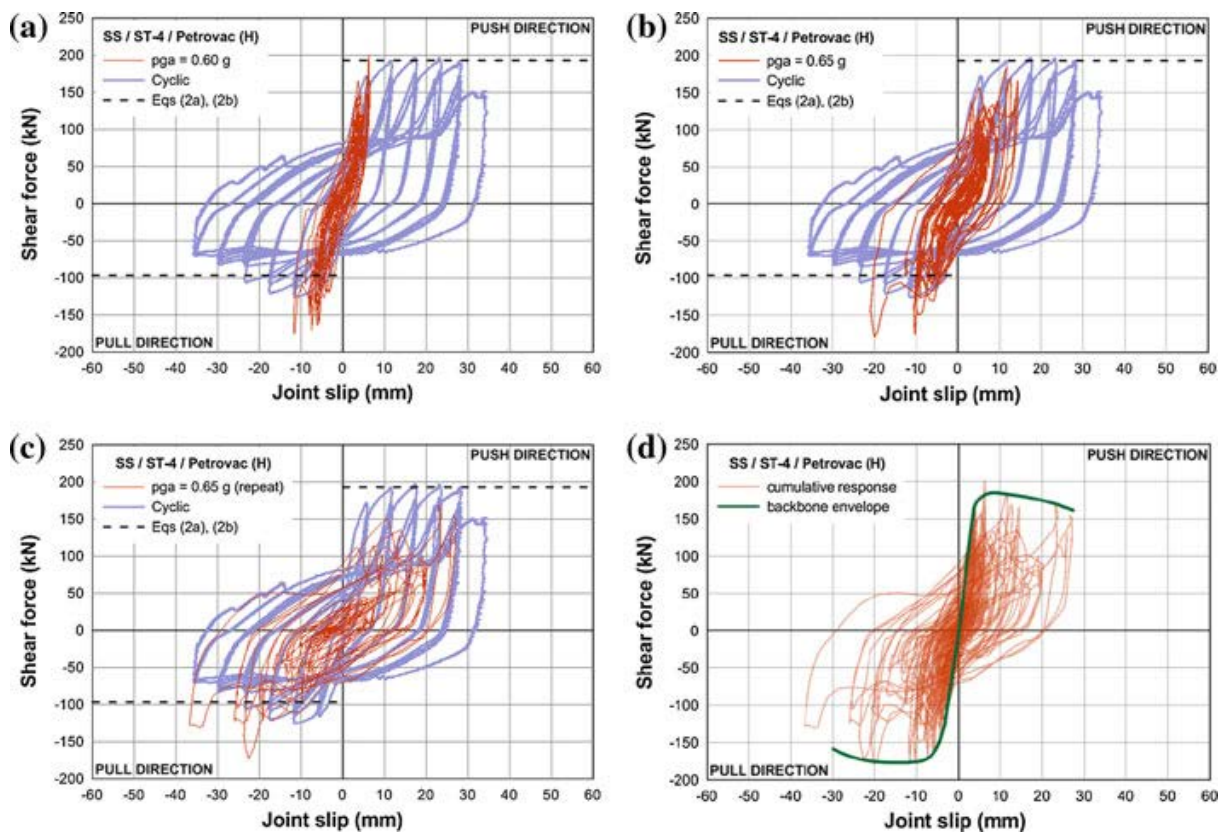 (a)
SS / ST-4 / Petrovac (H)
pga = 0.60 g
Cyclic
Eqs (2a), (2b)
PUSH DIRECTION
PULL DIRECTION
Shear force (kN)
250
200
150
100
50
0
-50
-100
-150
-200
-60 -50 -40 -30 -20 -10 0 10 20 30 40 50 60
Joint slip (mm)
(b)
SS / ST-4 / Petrovac (H)
pga = 0.65 g
Cyclic
Eqs (2a), (2b)
PUSH DIRECTION
PULL DIRECTION
Shear force (kN)
250
200
150
100
50
0
-50
-100
-150
-200
-60 -50 -40 -30 -20 -10 0 10 20 30 40 50 60
Joint slip (mm)
(c)
SS / ST-4 / Petrovac (H)
pga = 0.65 g (repeat)
Cyclic
Eqs (2a), (2b)
PUSH DIRECTION
PULL DIRECTION
Shear force (kN)
250
200
150
100
50
0
-50
-100
-150
-200
-60 -50 -40 -30 -20 -10 0 10 20 30 40 50 60
Joint slip (mm)
(d)
SS / ST-4 / Petrovac (H)
cumulative response
backbone envelope
PUSH DIRECTION
PULL DIRECTION
Shear force (kN)
250
200
150
100
50
0
-50
-100
-150
-200
-60 -50 -40 -30 -20 -10 0 10 20 30 40 50 60
Joint slip (mm)